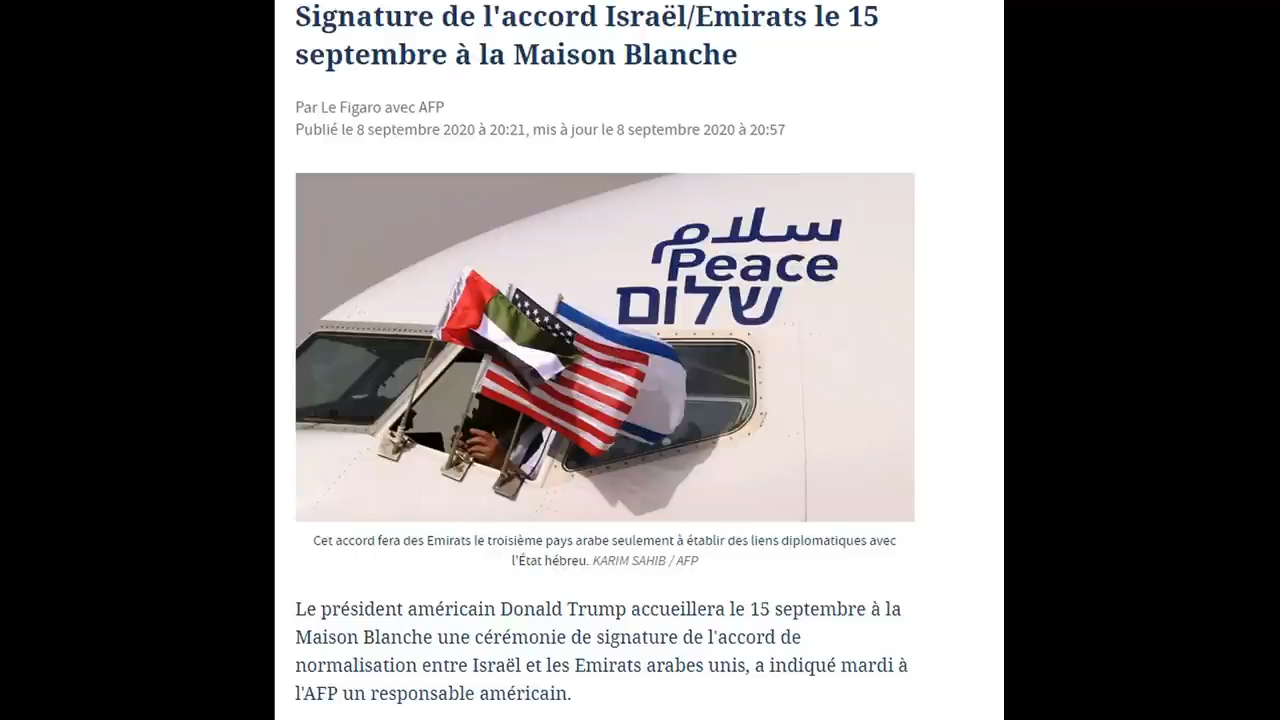 Signature de l'accord Israël/Emirats le 15
septembre à la Maison Blanche
Par Le Figaro avec AFP
Publié le 8 septembre 2020 à 20:21, mis à jour le 8 septembre 2020 à 20:57
سلام
Peace
שלום
Cet accord fera des Emirats le troisième pays arabe seulement à établir des liens diplomatiques avec
l'État hébreu. KARIM SAHIB / AFP
Le président américain Donald Trump accueillera le 15 septembre à la
Maison Blanche une cérémonie de signature de l'accord de
normalisation entre Israël et les Emirats arabes unis, a indiqué mardi à
l'AFP un responsable américain.